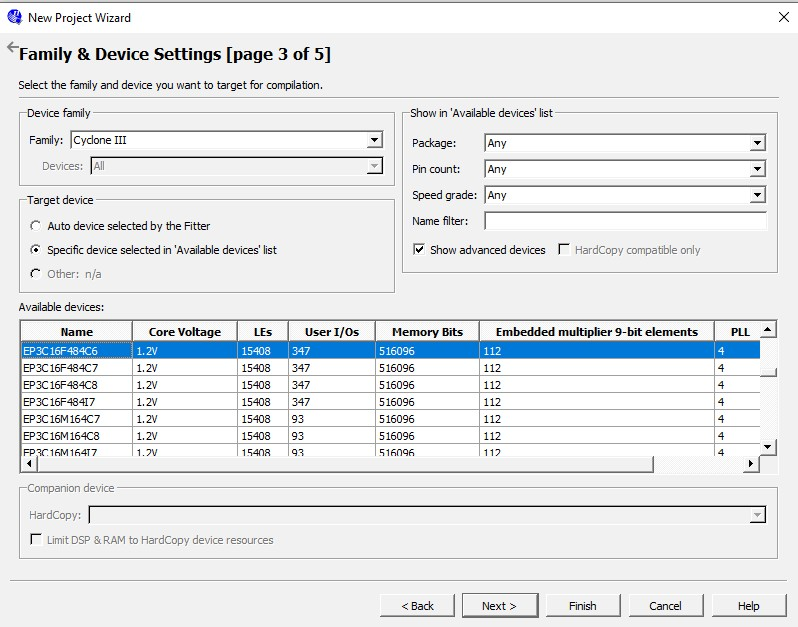 New Project Wizard
Family & Device Settings [page 3 of 5]
Select the family and device you want to target for compilation.
Device family
Family: Cyclone III
Devices: All
Show in 'Available devices' list
Package: Any
Pin count: Any
Speed grade: Any
Name filter:
Show advanced devices HardCopy compatible only
Target device
Auto device selected by the Fitter
Specific device selected in 'Available devices' list
Other: n/a
Available devices:
Name Core Voltage LEs User I/Os Memory Bits Embedded multiplier 9-bit elements PLL
EP3C16F484C6 1.2V 15408 347 516096 112 4
EP3C16F484C7 1.2V 15408 347 516096 112 4
EP3C16F484C8 1.2V 15408 347 516096 112 4
EP3C16F484I7 1.2V 15408 347 516096 112 4
EP3C16M164C7 1.2V 15408 93 516096 112 4
EP3C16M164C8 1.2V 15408 93 516096 112 4
EP3C16M164I7 1.2V 15408 93 516096 112 4
Companion device
HardCopy:
Limit DSP & RAM to HardCopy device resources
< Back Next > Finish Cancel Help